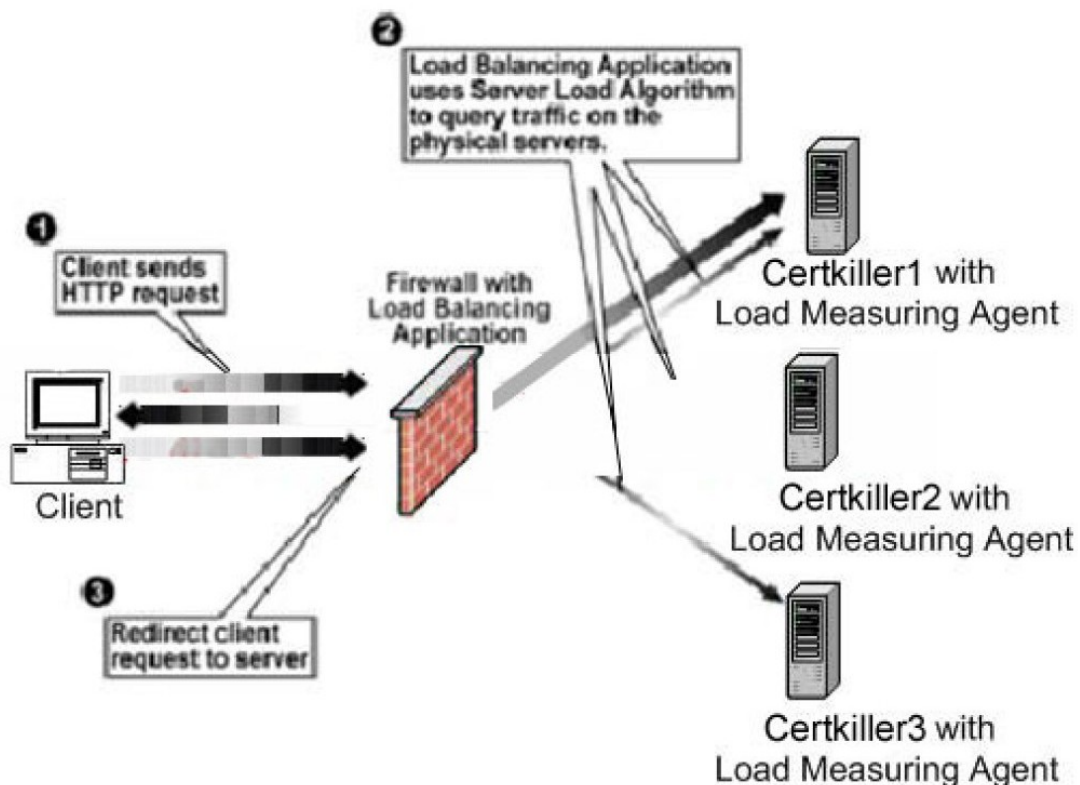 2
Load Balancing Application
uses Server Load Algorithm
to query traffic on the
physical servers.
1
Client sends
HTTP request
Firewall with
Load Balancing
Application
Certkiller1 with
Load Measuring Agent
Client
Certkiller2 with
Load Measuring Agent
3
Redirect client
request to server
Certkiller3 with
Load Measuring Agent